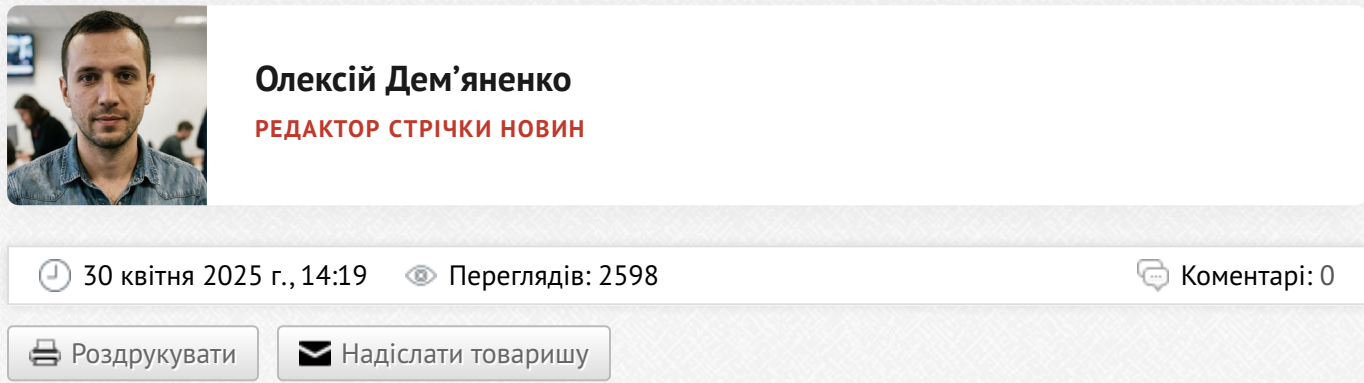 Олексій Дем’яненко
РЕДАКТОР СТРІЧКИ НОВИН
30 квітня 2025 г., 14:19 Переглядів: 2598 Коментарі: 0
Роздрукувати Надіслати товаришу